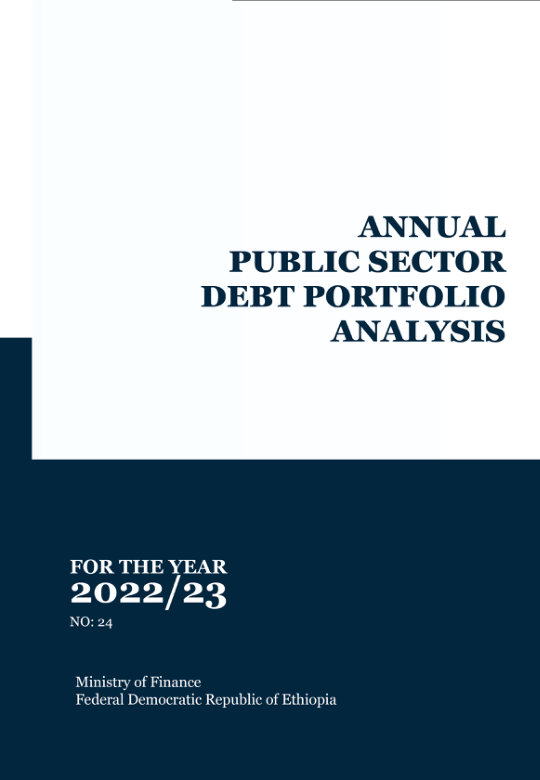 ANNUAL
PUBLIC SECTOR
DEBT PORTFOLIO
ANALYSIS
FOR THE YEAR
2022/23
NO: 24
Ministry of Finance
Federal Democratic Republic of Ethiopia